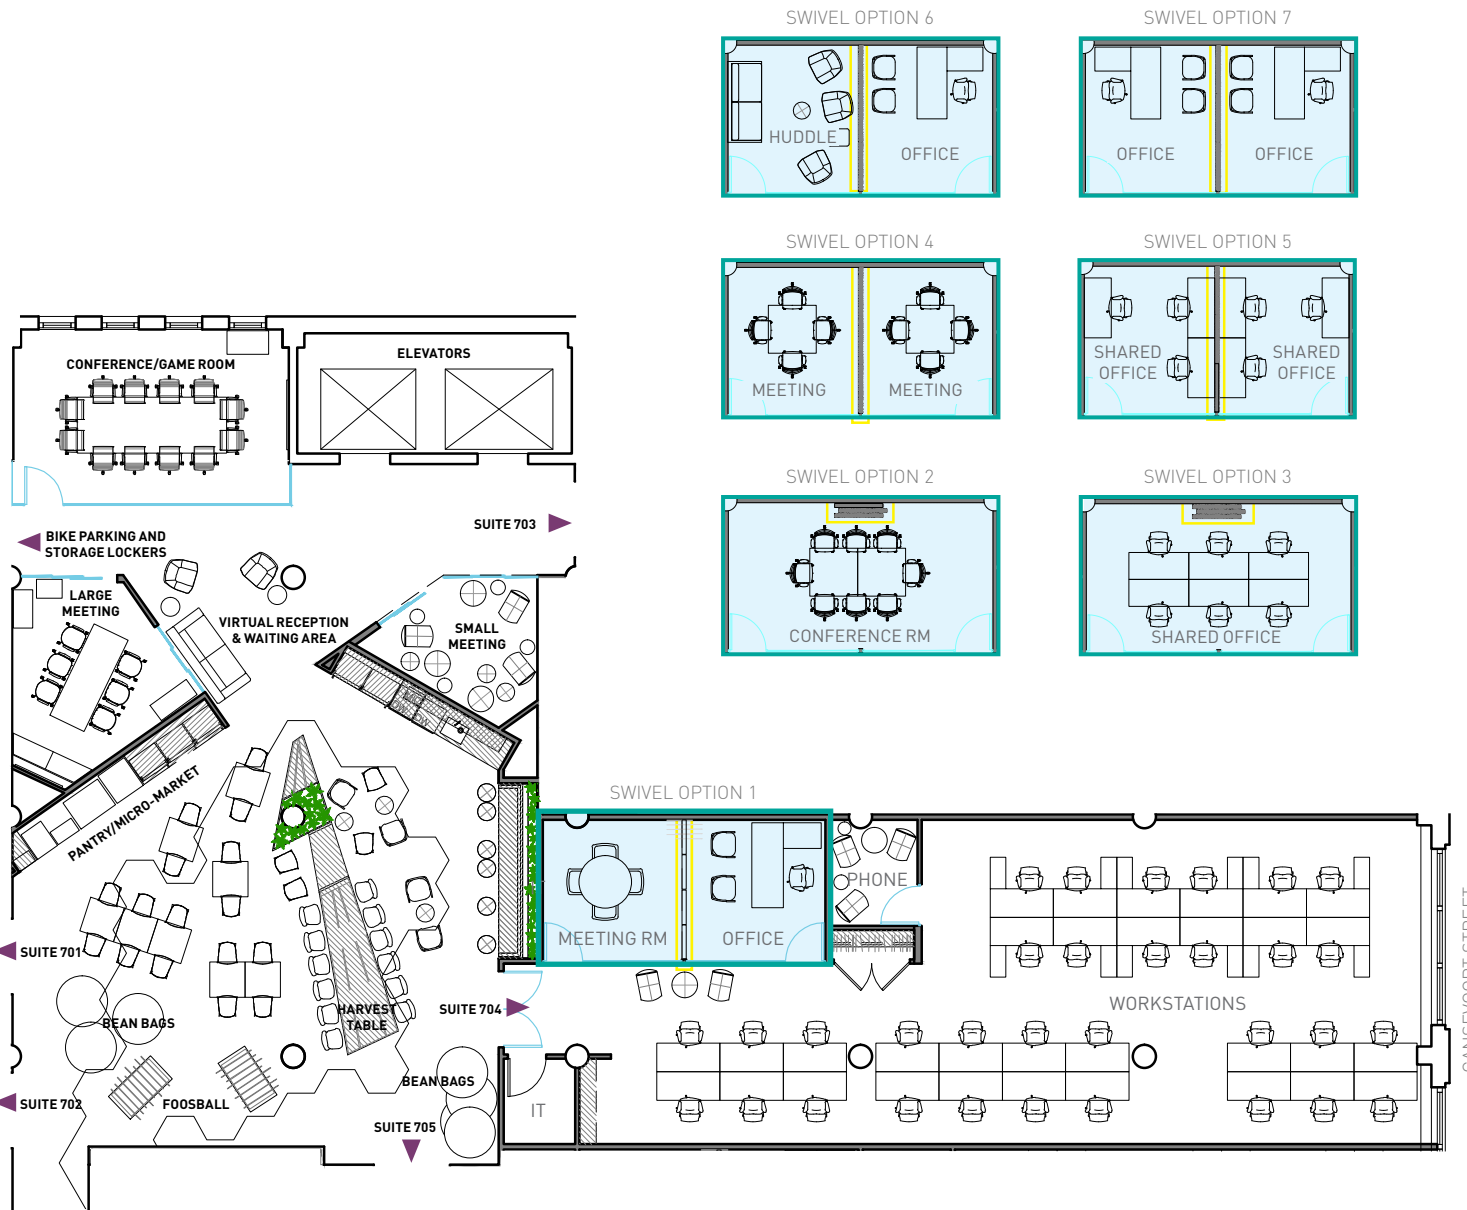 SWIVEL OPTION 6
SWIVEL OPTION 7
HUDDLE
OFFICE
OFFICE
OFFICE
SWIVEL OPTION 4
SWIVEL OPTION 5
MEETING
MEETING
SHARED
OFFICE
SHARED
OFFICE
CONFERENCE/GAME ROOM
ELEVATORS
SWIVEL OPTION 2
SWIVEL OPTION 3
CONFERENCE RM
SHARED OFFICE
SUITE 703
BIKE PARKING AND
STORAGE LOCKERS
LARGE
MEETING
VIRTUAL RECEPTION
& WAITING AREA
SMALL
MEETING
PANTRY/MICRO-MARKET
SWIVEL OPTION 1
MEETING RM
OFFICE
PHONE
WORKSTATIONS
GANSEVOORT STREET
SUITE 701
BEAN BAGS
HARVEST
TABLE
SUITE 704
SUITE 702
FOOSBALL
BEAN BAGS
SUITE 705
IT